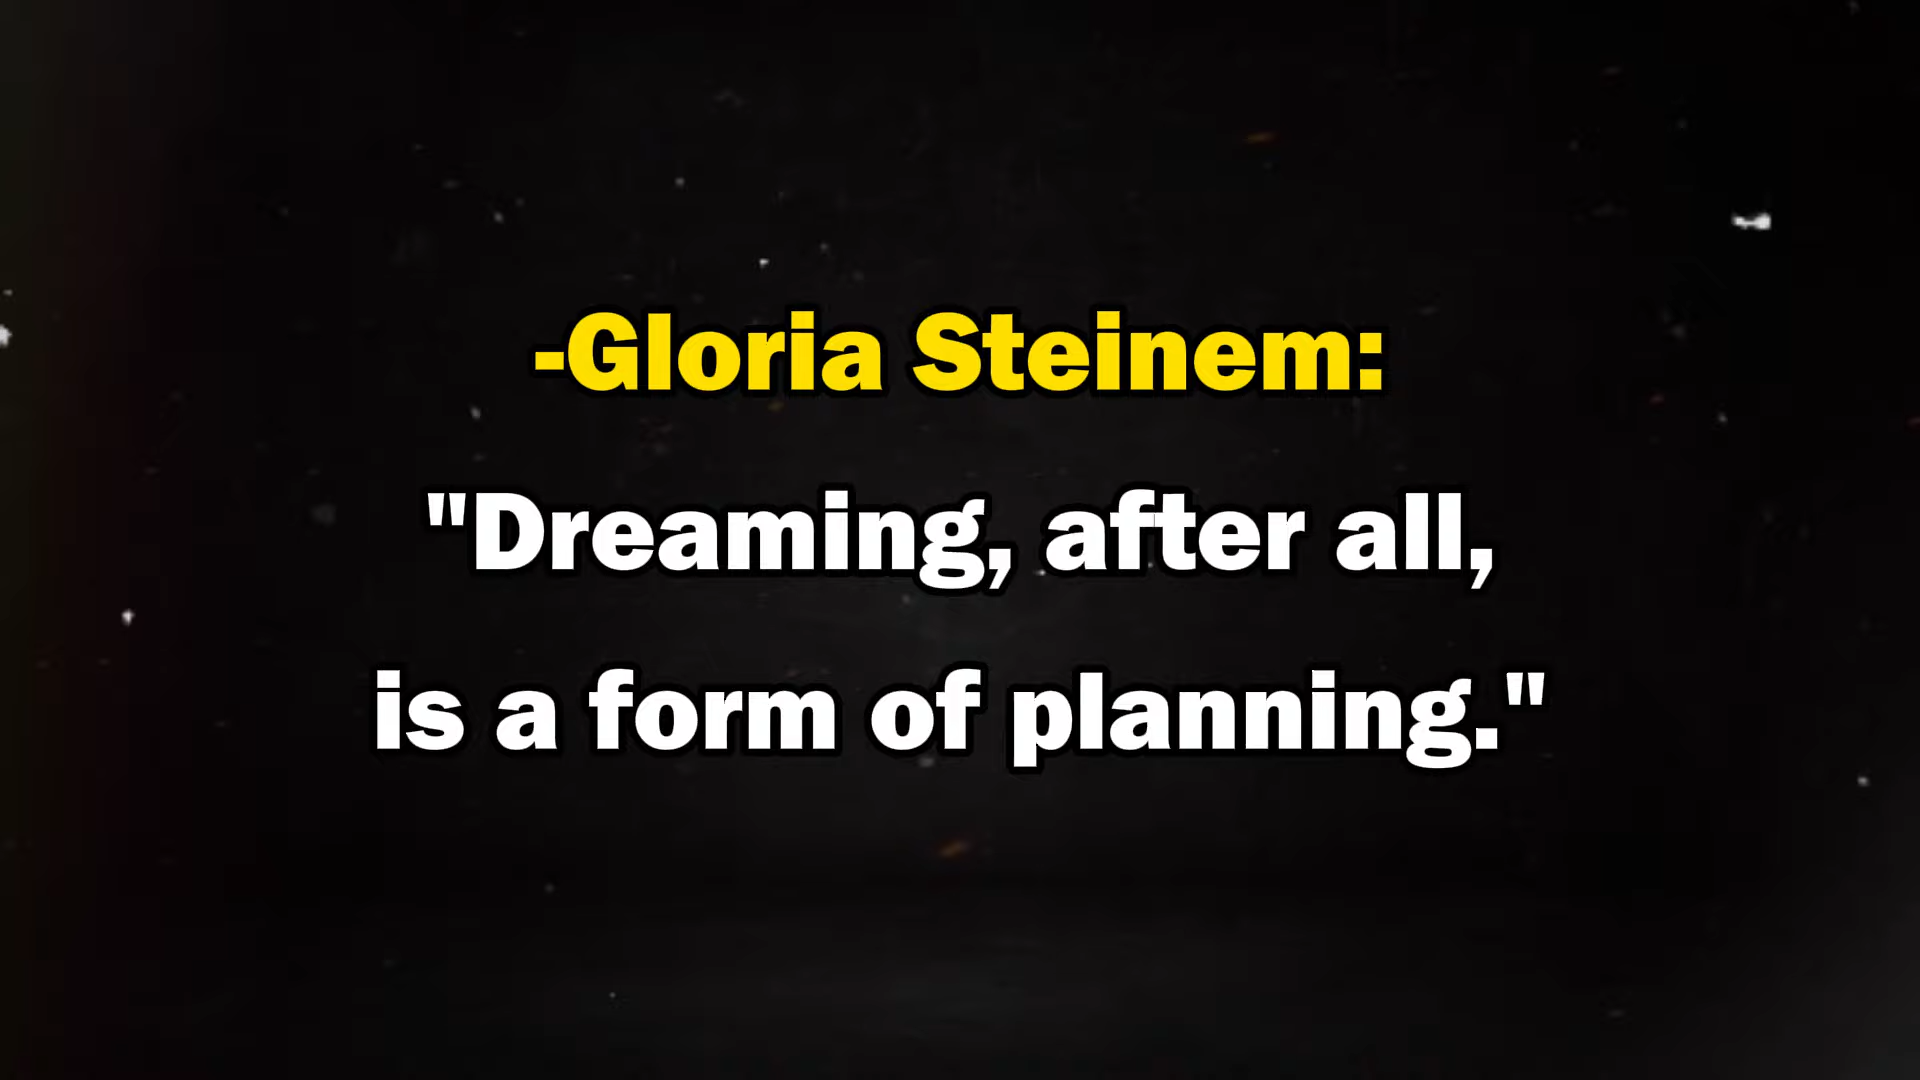 -Gloria Steinem:
"Dreaming, after all,
is a form of planning."